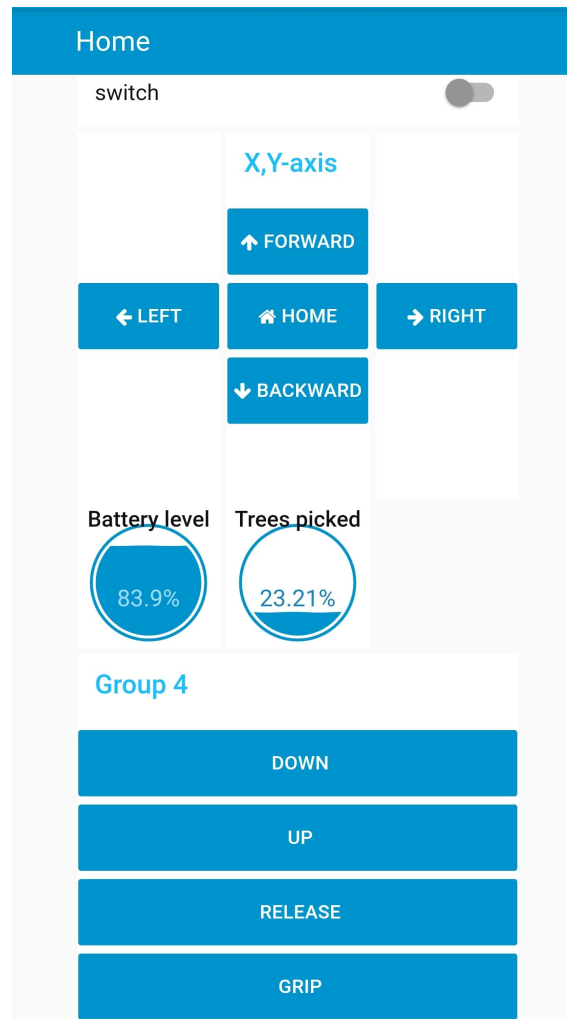 Home
switch
X,Y-axis
FORWARD
LEFT
HOME
RIGHT
BACKWARD
Battery level
Trees picked
83.9%
23.21%
Group 4
DOWN
UP
RELEASE
GRIP